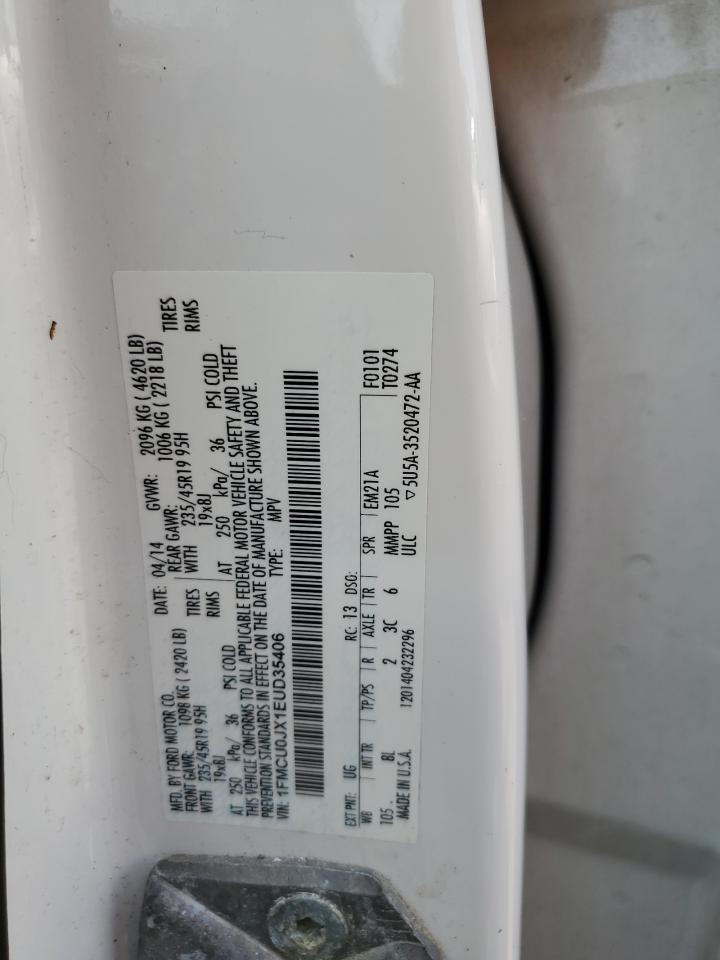 MFD. BY FORD MOTOR CO.
DATE: 04/14 GVWR: 2096 KG ( 4620 LB)
FRONT GAWR: 1098 KG ( 2420 LB) REAR GAWR: 1006 KG ( 2218 LB)
WITH 235/45R19 95H TIRES WITH 235/45R19 95H TIRES
19x8J RIMS 19x8J RIMS
AT 250 kPa/ 36 PSI COLD AT 250 kPa/ 36 PSI COLD
THIS VEHICLE CONFORMS TO ALL APPLICABLE FEDERAL MOTOR VEHICLE SAFETY AND THEFT
PREVENTION STANDARDS IN EFFECT ON THE DATE OF MANUFACTURE SHOWN ABOVE.
VIN: 1FMCU0JX1EUD35406 TYPE: MPV
EXT PNT: UG RC: 13 DSO: F0101
WB INT TR TP/PS R AXLE TR SPR EM21A T0274
105 BL 2 3C 6 MMPP 105
MADE IN U.S.A. 1201404232296 ULC ▽5U5A-3520472-AA